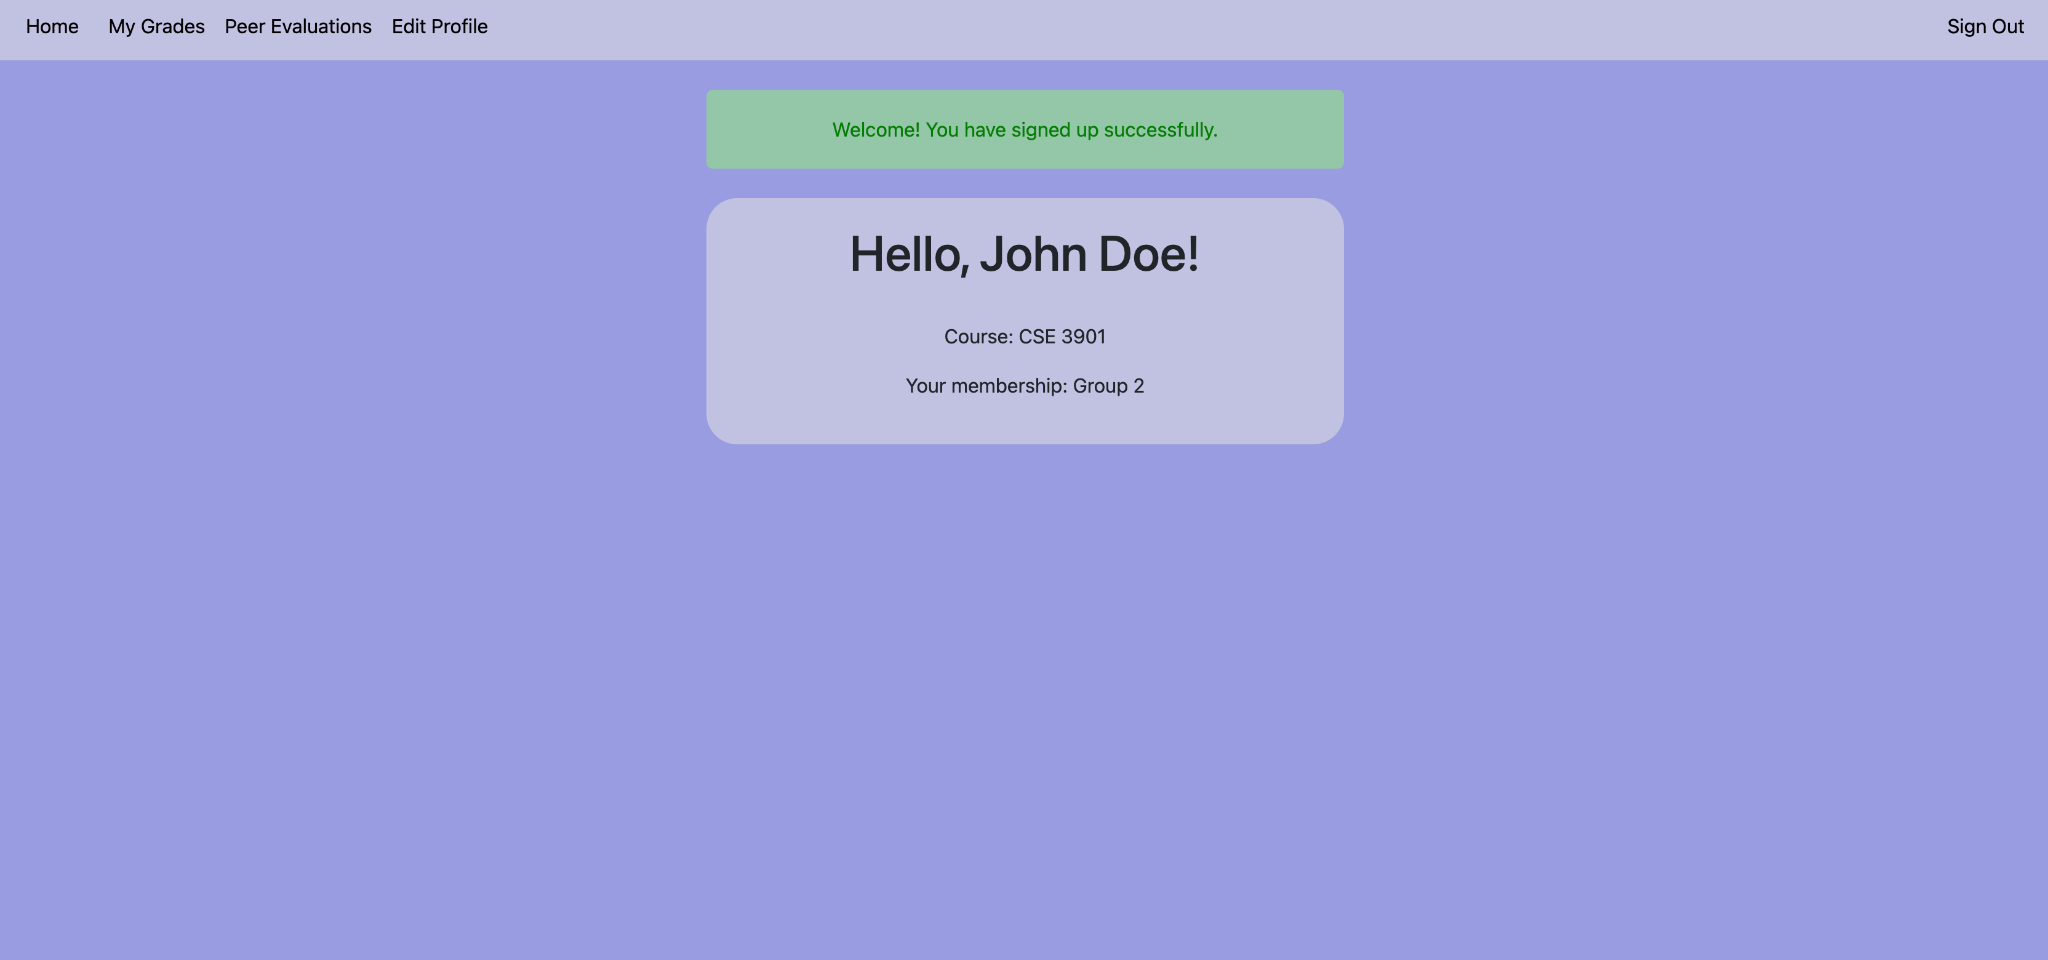 Home My Grades Peer Evaluations Edit Profile Sign Out
Welcome! You have signed up successfully.
Hello, John Doe!
Course: CSE 3901
Your membership: Group 2